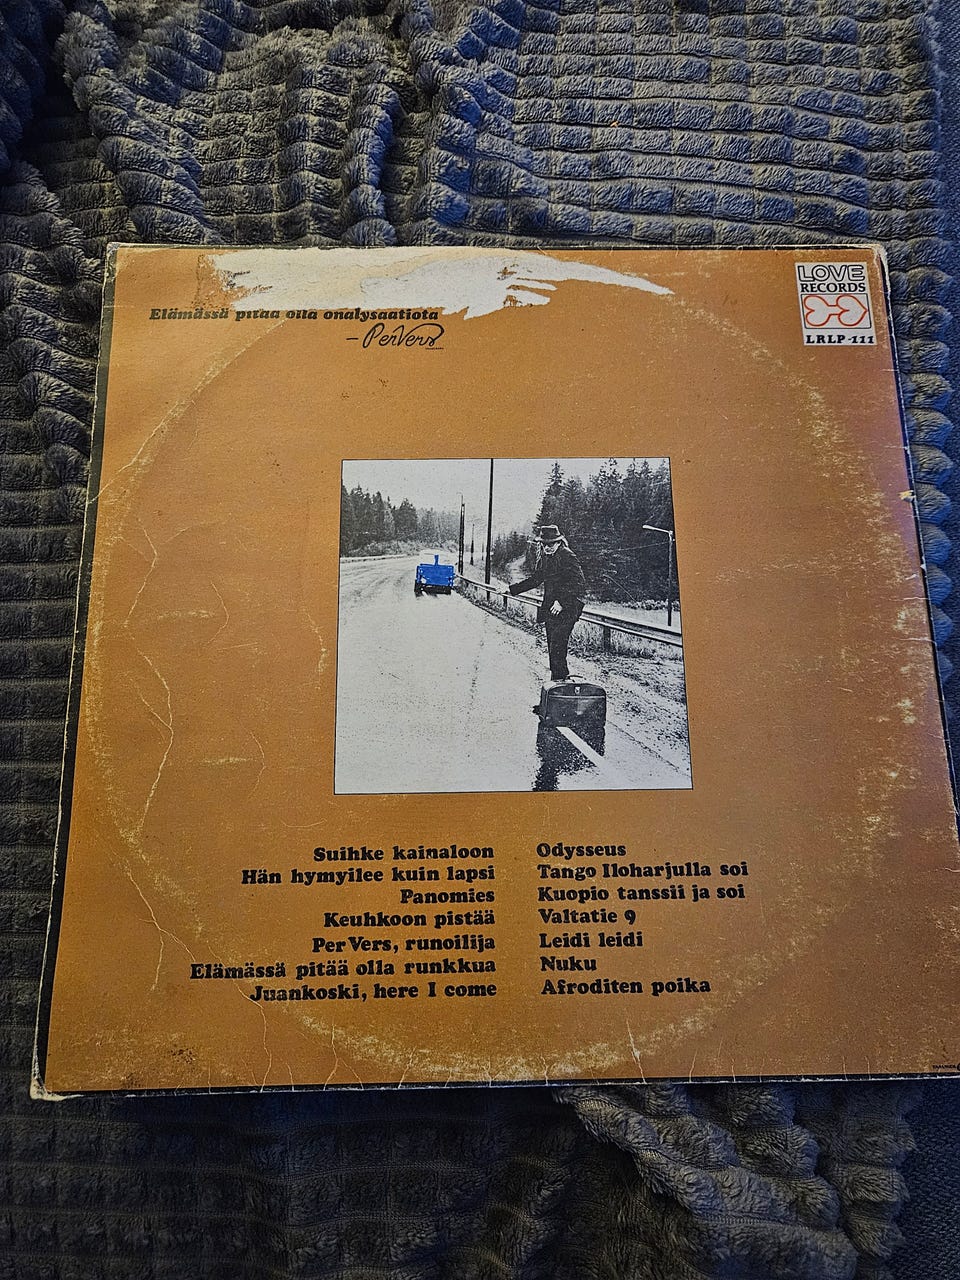 Elämässä pitää olla onalysaatiota
- PerVers
LOVE
RECORDS
LRLP-111
Suihke kainaloon
Hän hymyilee kuin lapsi
Panomies
Keuhkoon pistää
Per Vers, runoilija
Elämässä pitää olla runkkua
Juankoski, here I come
Odysseus
Tango Iloharjulla soi
Kuopio tanssii ja soi
Valtatie 9
Leidi leidi
Nuku
Afroditen poika